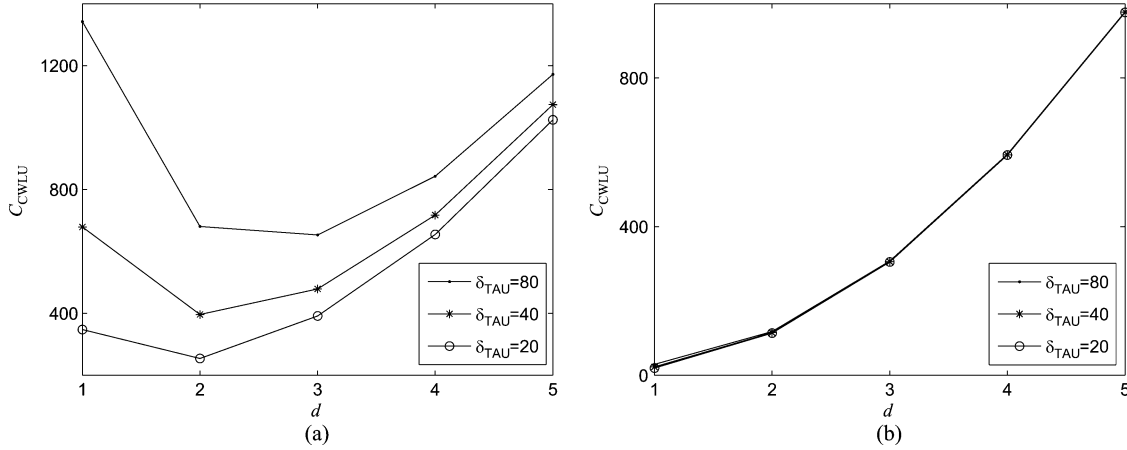 1200
800
400
C_CWLU
1
2
3
4
5
d
δ_TAU=80
δ_TAU=40
δ_TAU=20
(a)
800
400
0
C_CWLU
1
2
3
4
5
d
δ_TAU=80
δ_TAU=40
δ_TAU=20
(b)